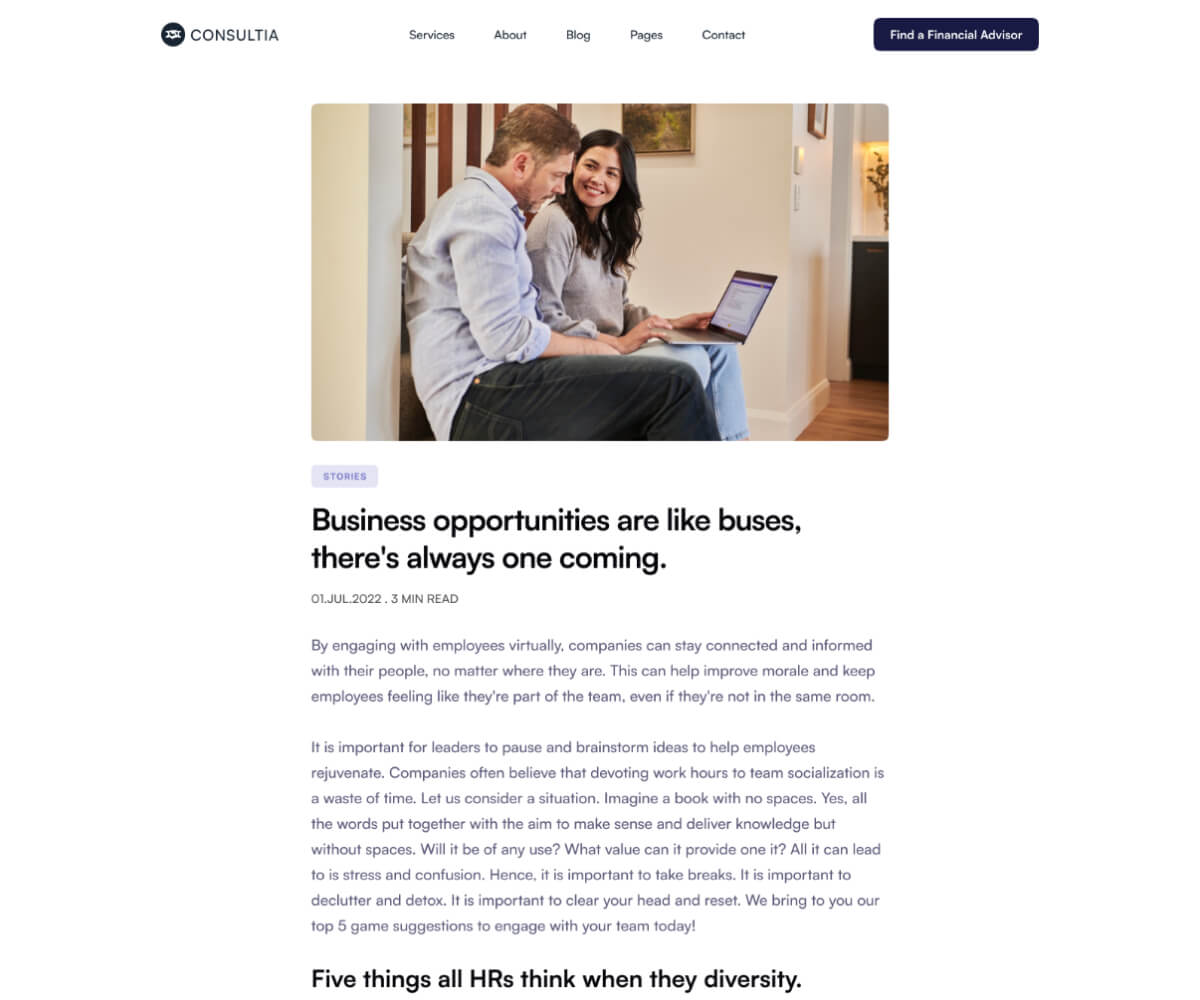 CONSULTIA
Services
About
Blog
Pages
Contact
Find a Financial Advisor
STORIES
Business opportunities are like buses,
there's always one coming.
01.JUL.2022 . 3 MIN READ
By engaging with employees virtually, companies can stay connected and informed
with their people, no matter where they are. This can help improve morale and keep
employees feeling like they're part of the team, even if they're not in the same room.
It is important for leaders to pause and brainstorm ideas to help employees
rejuvenate. Companies often believe that devoting work hours to team socialization is
a waste of time. Let us consider a situation. Imagine a book with no spaces. Yes, all
the words put together with the aim to make sense and deliver knowledge but
without spaces. Will it be of any use? What value can it provide one it? All it can lead
to is stress and confusion. Hence, it is important to take breaks. It is important to
declutter and detox. It is important to clear your head and reset. We bring to you our
top 5 game suggestions to engage with your team today!
Five things all HRs think when they diversity.